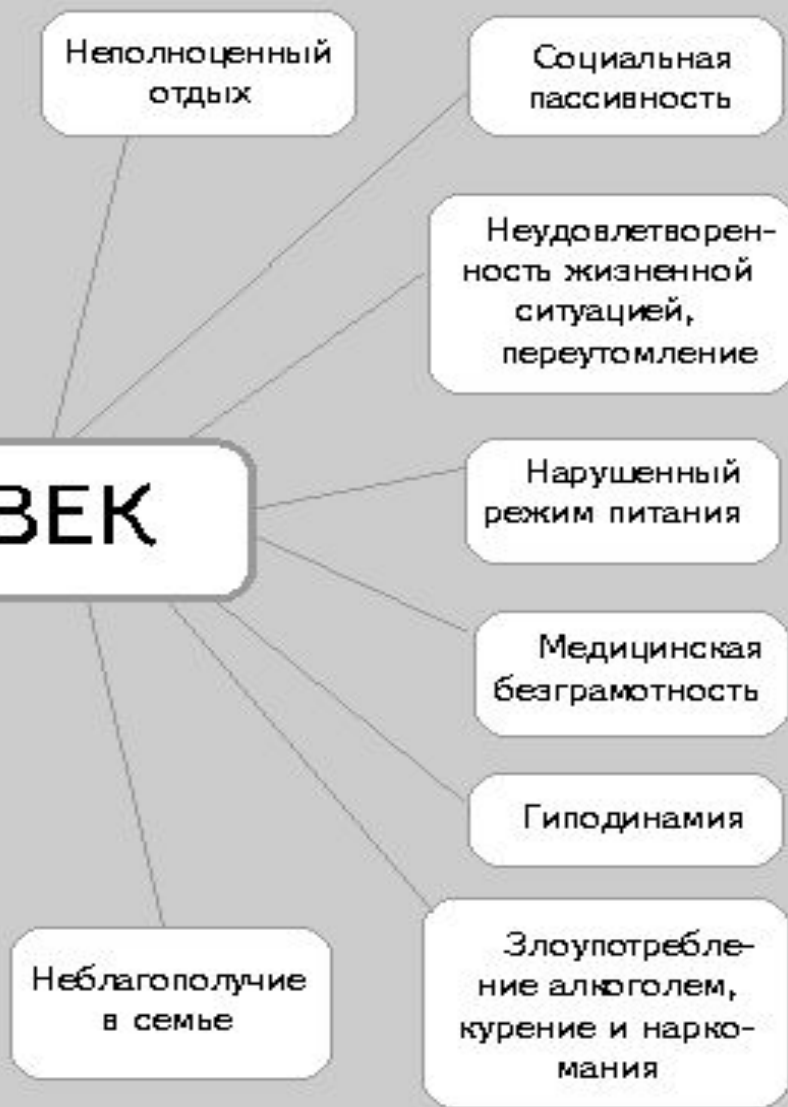 Неполноценный
отдых
Социальная
пассивность
Неудовлетворен-
ность жизненной
ситуацией,
переутомление
ВЕК
Нарушенный
режим питания
Медицинская
безграмотность
Гиподинамия
Неблагополучие
в семье
Злоупотребле-
ние алкоголем,
курение и нарко-
мания